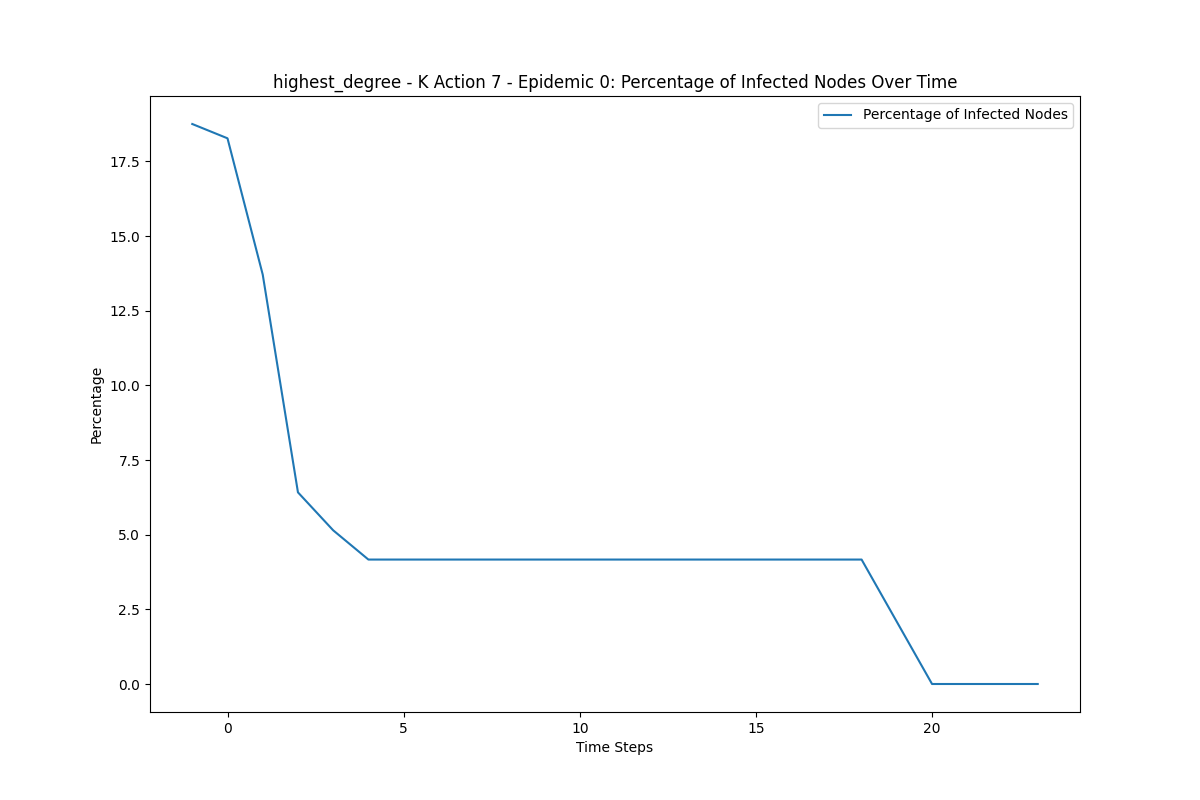 highest_degree - K Action 7 - Epidemic 0: Percentage of Infected Nodes Over Time
Percentage of Infected Nodes
17.5
15.0
12.5
10.0
7.5
5.0
2.5
0.0
Percentage
0 5 10 15 20
Time Steps